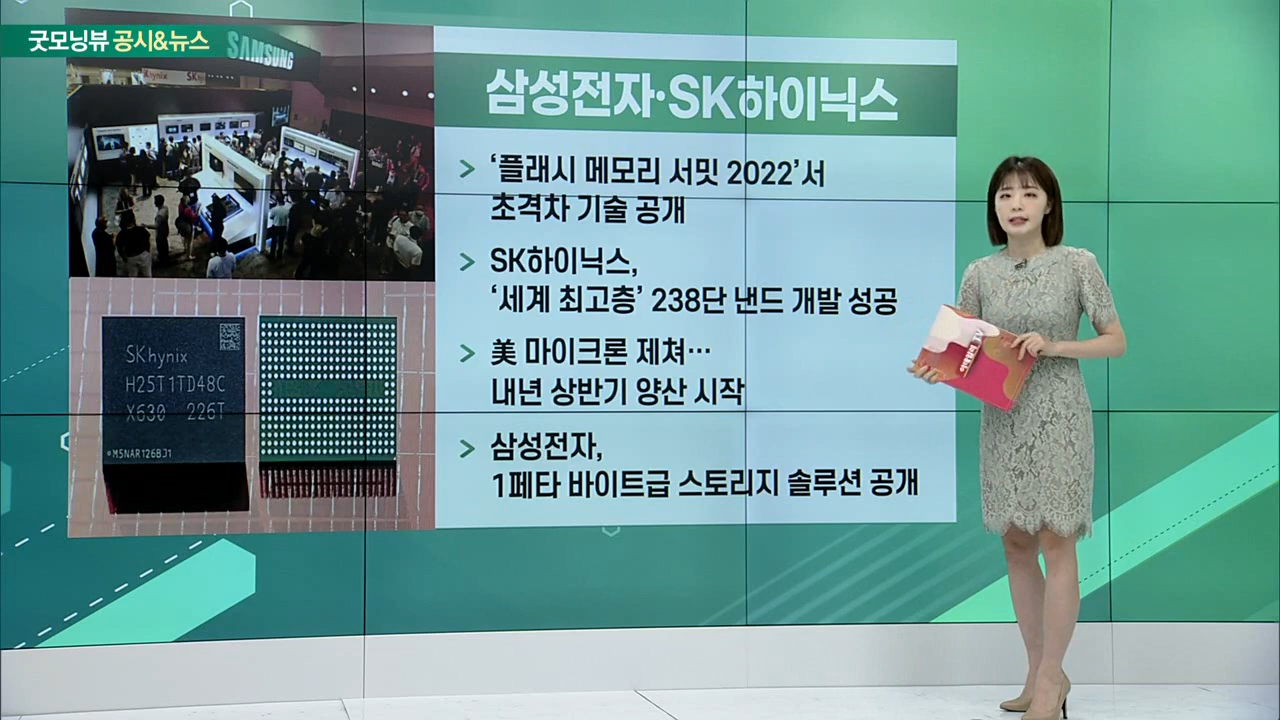 굿모닝뷰 공시&뉴스
SAMSUNG
SKhynix
H25T1TD48C
X630 226T
MSNAR126BJ1
삼성전자·SK하이닉스
> ‘플래시 메모리 서밋 2022’서
초격차 기술 공개
> SK하이닉스,
‘세계 최고층’ 238단 낸드 개발 성공
> 美 마이크론 제쳐…
내년 상반기 양산 시작
> 삼성전자,
1페타 바이트급 스토리지 솔루션 공개